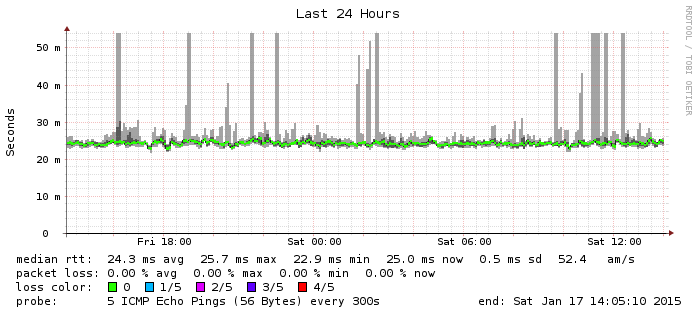 Last 24 Hours
RRDTOOL / TOBI OETIKER
Seconds
50 m
40 m
30 m
20 m
10 m
0
Fri 18:00 Sat 00:00 Sat 06:00 Sat 12:00
median rtt: 24.3 ms avg 25.7 ms max 22.9 ms min 25.0 ms now 0.5 ms sd 52.4 am/s
packet loss: 0.00 % avg 0.00 % max 0.00 % min 0.00 % now
loss color: 0 1/5 2/5 3/5 4/5
probe: 5 ICMP Echo Pings (56 Bytes) every 300s end: Sat Jan 17 14:05:10 2015